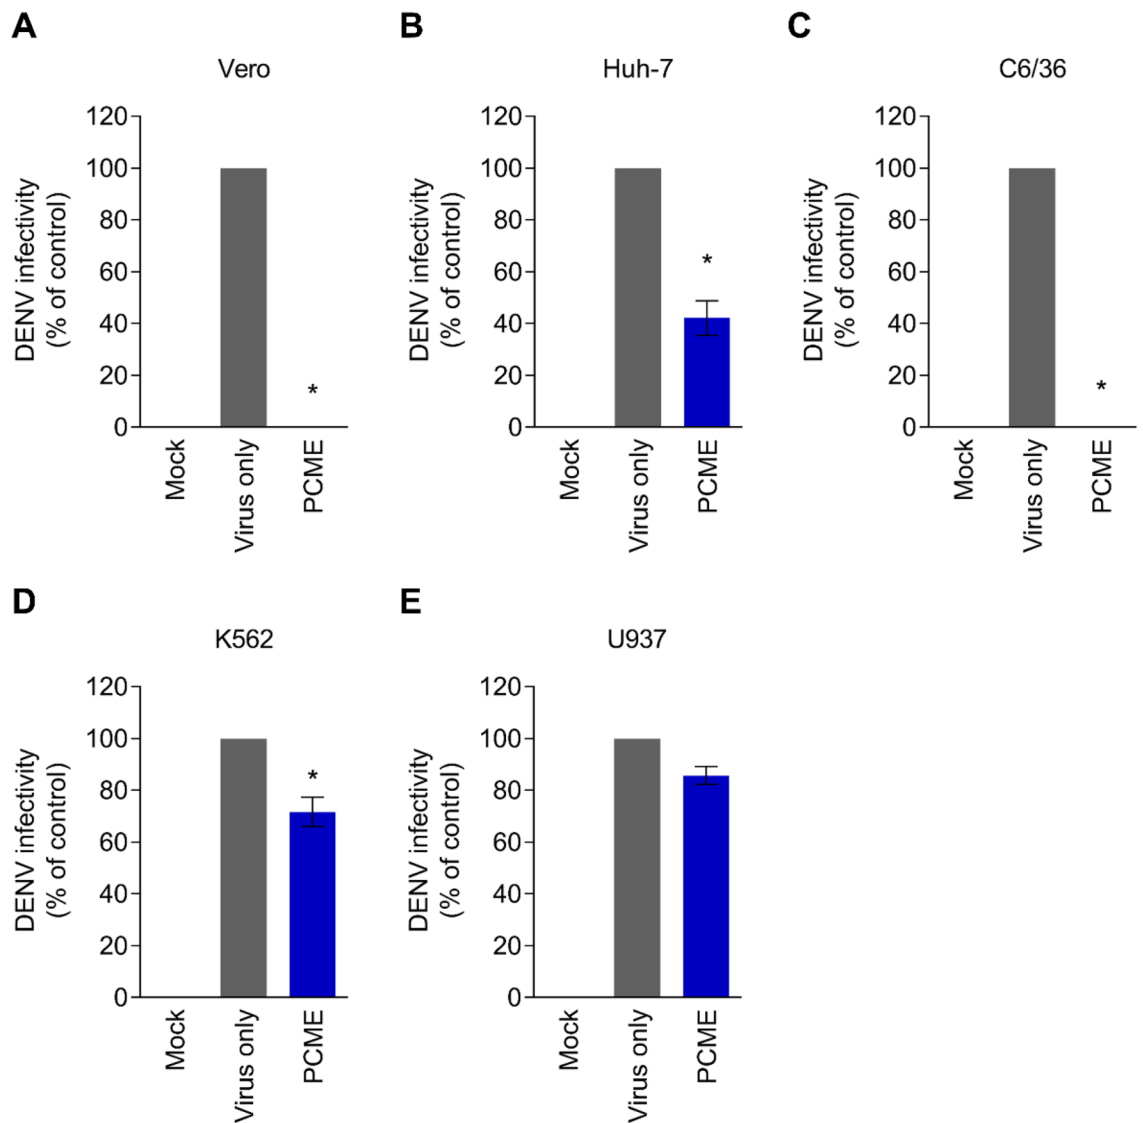 A
Vero
DENV infectivity
(% of control)
120
100
80
60
40
20
0
*
Mock
Virus only
PCME
B
Huh-7
DENV infectivity
(% of control)
120
100
80
60
40
20
0
*
Mock
Virus only
PCME
C
C6/36
DENV infectivity
(% of control)
120
100
80
60
40
20
0
*
Mock
Virus only
PCME
D
K562
DENV infectivity
(% of control)
120
100
80
60
40
20
0
*
Mock
Virus only
PCME
E
U937
DENV infectivity
(% of control)
120
100
80
60
40
20
0
Mock
Virus only
PCME